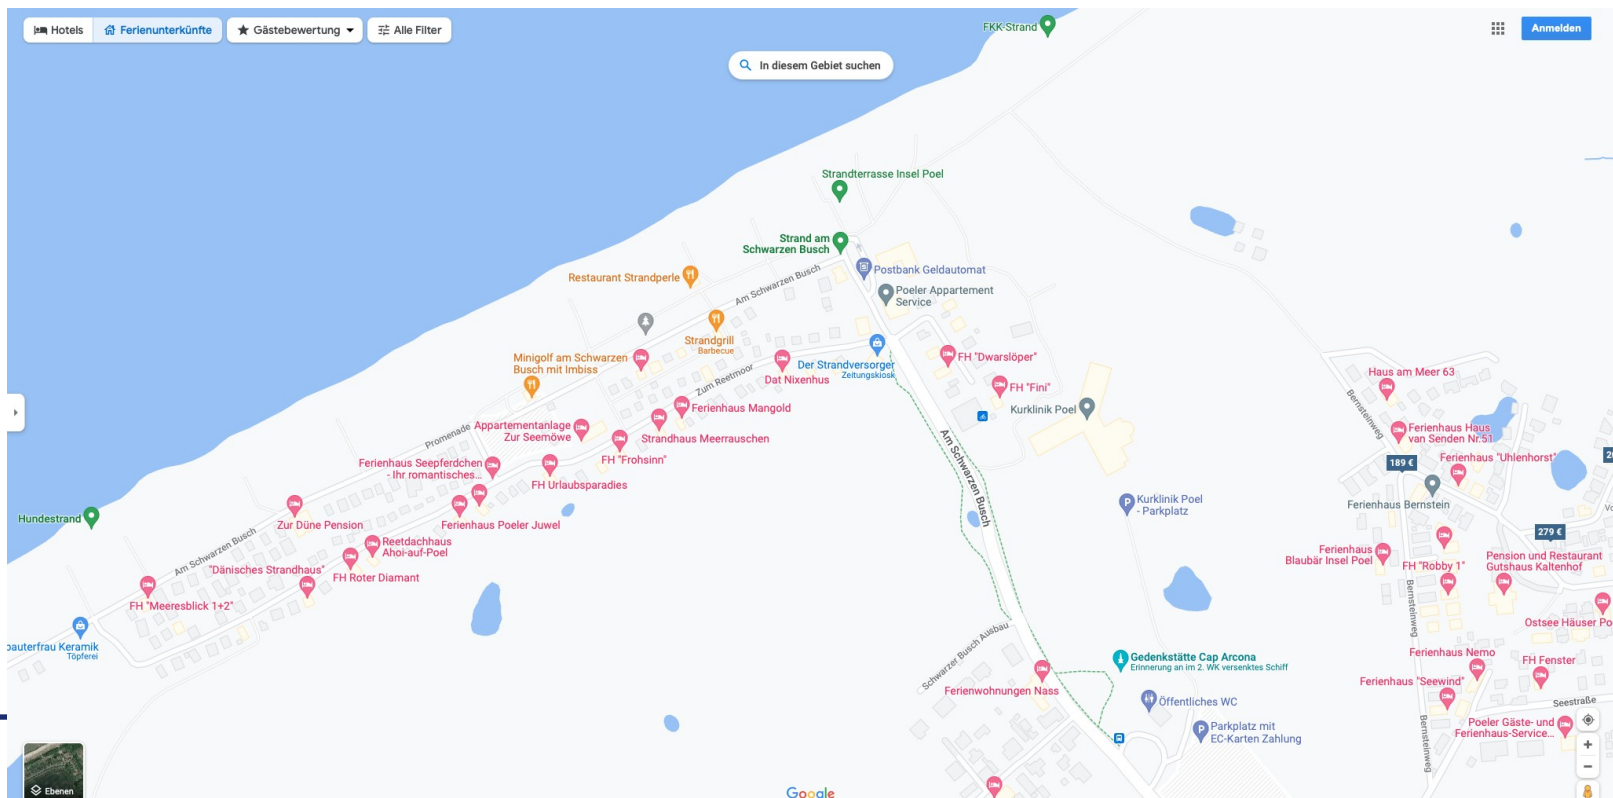 Hotels
Ferienunterkünfte
Gästebewertung
Alle Filter
FKK-Strand
Anmelden
In diesem Gebiet suchen
Strandterrasse Insel Poel
Strand am
Schwarzen Busch
Postbank Geldautomat
Restaurant Strandperle
Am Schwarzen Busch
Poeler Appartement
Service
Strandgrill
Barbecue
Minigolf am Schwarzen
Busch mit Imbiss
Der Strandversorger
Zeitungskiosk
FH "Dwarslöper"
Dat Nixenhus
Zum Reetmoor
FH "Fini"
Haus am Meer 63
Kurklinik Poel
Ferienhaus Mangold
Bernsteinweg
Appartementanlage
Zur Seemöwe
Strandhaus Meerrauschen
Promenade
Am Schwarzen Busch
Ferienhaus Haus
van Senden Nr.51
FH "Frohsinn"
Ferienhaus Seepferdchen
- Ihr romantisches...
189 €
Ferienhaus "Uhlenhorst"
FH Urlaubsparadies
Kurklinik Poel
- Parkplatz
Ferienhaus Bernstein
Hundestrand
Zur Düne Pension
Ferienhaus Poeler Juwel
279 €
Am Schwarzen Busch
Reetdachhaus
Ahoi-auf-Poel
Ferienhaus
Blaubär Insel Poel
Pension und Restaurant
Gutshaus Kaltenhof
"Dänisches Strandhaus"
FH Roter Diamant
FH "Robby 1"
FH "Meeresblick 1+2"
Bernsteinweg
Ostsee Häuser Po
bauterfrau Keramik
Töpferei
Schwarzer Busch Ausbau
Gedenkstätte Cap Arcona
Erinnerung an im 2. WK versenktes Schiff
Ferienhaus Nemo
FH Fenster
Ferienwohnungen Nass
Ferienhaus "Seewind"
Öffentliches WC
Seestraße
Parkplatz mit
EC-Karten Zahlung
Poeler Gäste- und
Ferienhaus-Service...
Bernsteinweg
Ebenen
Google